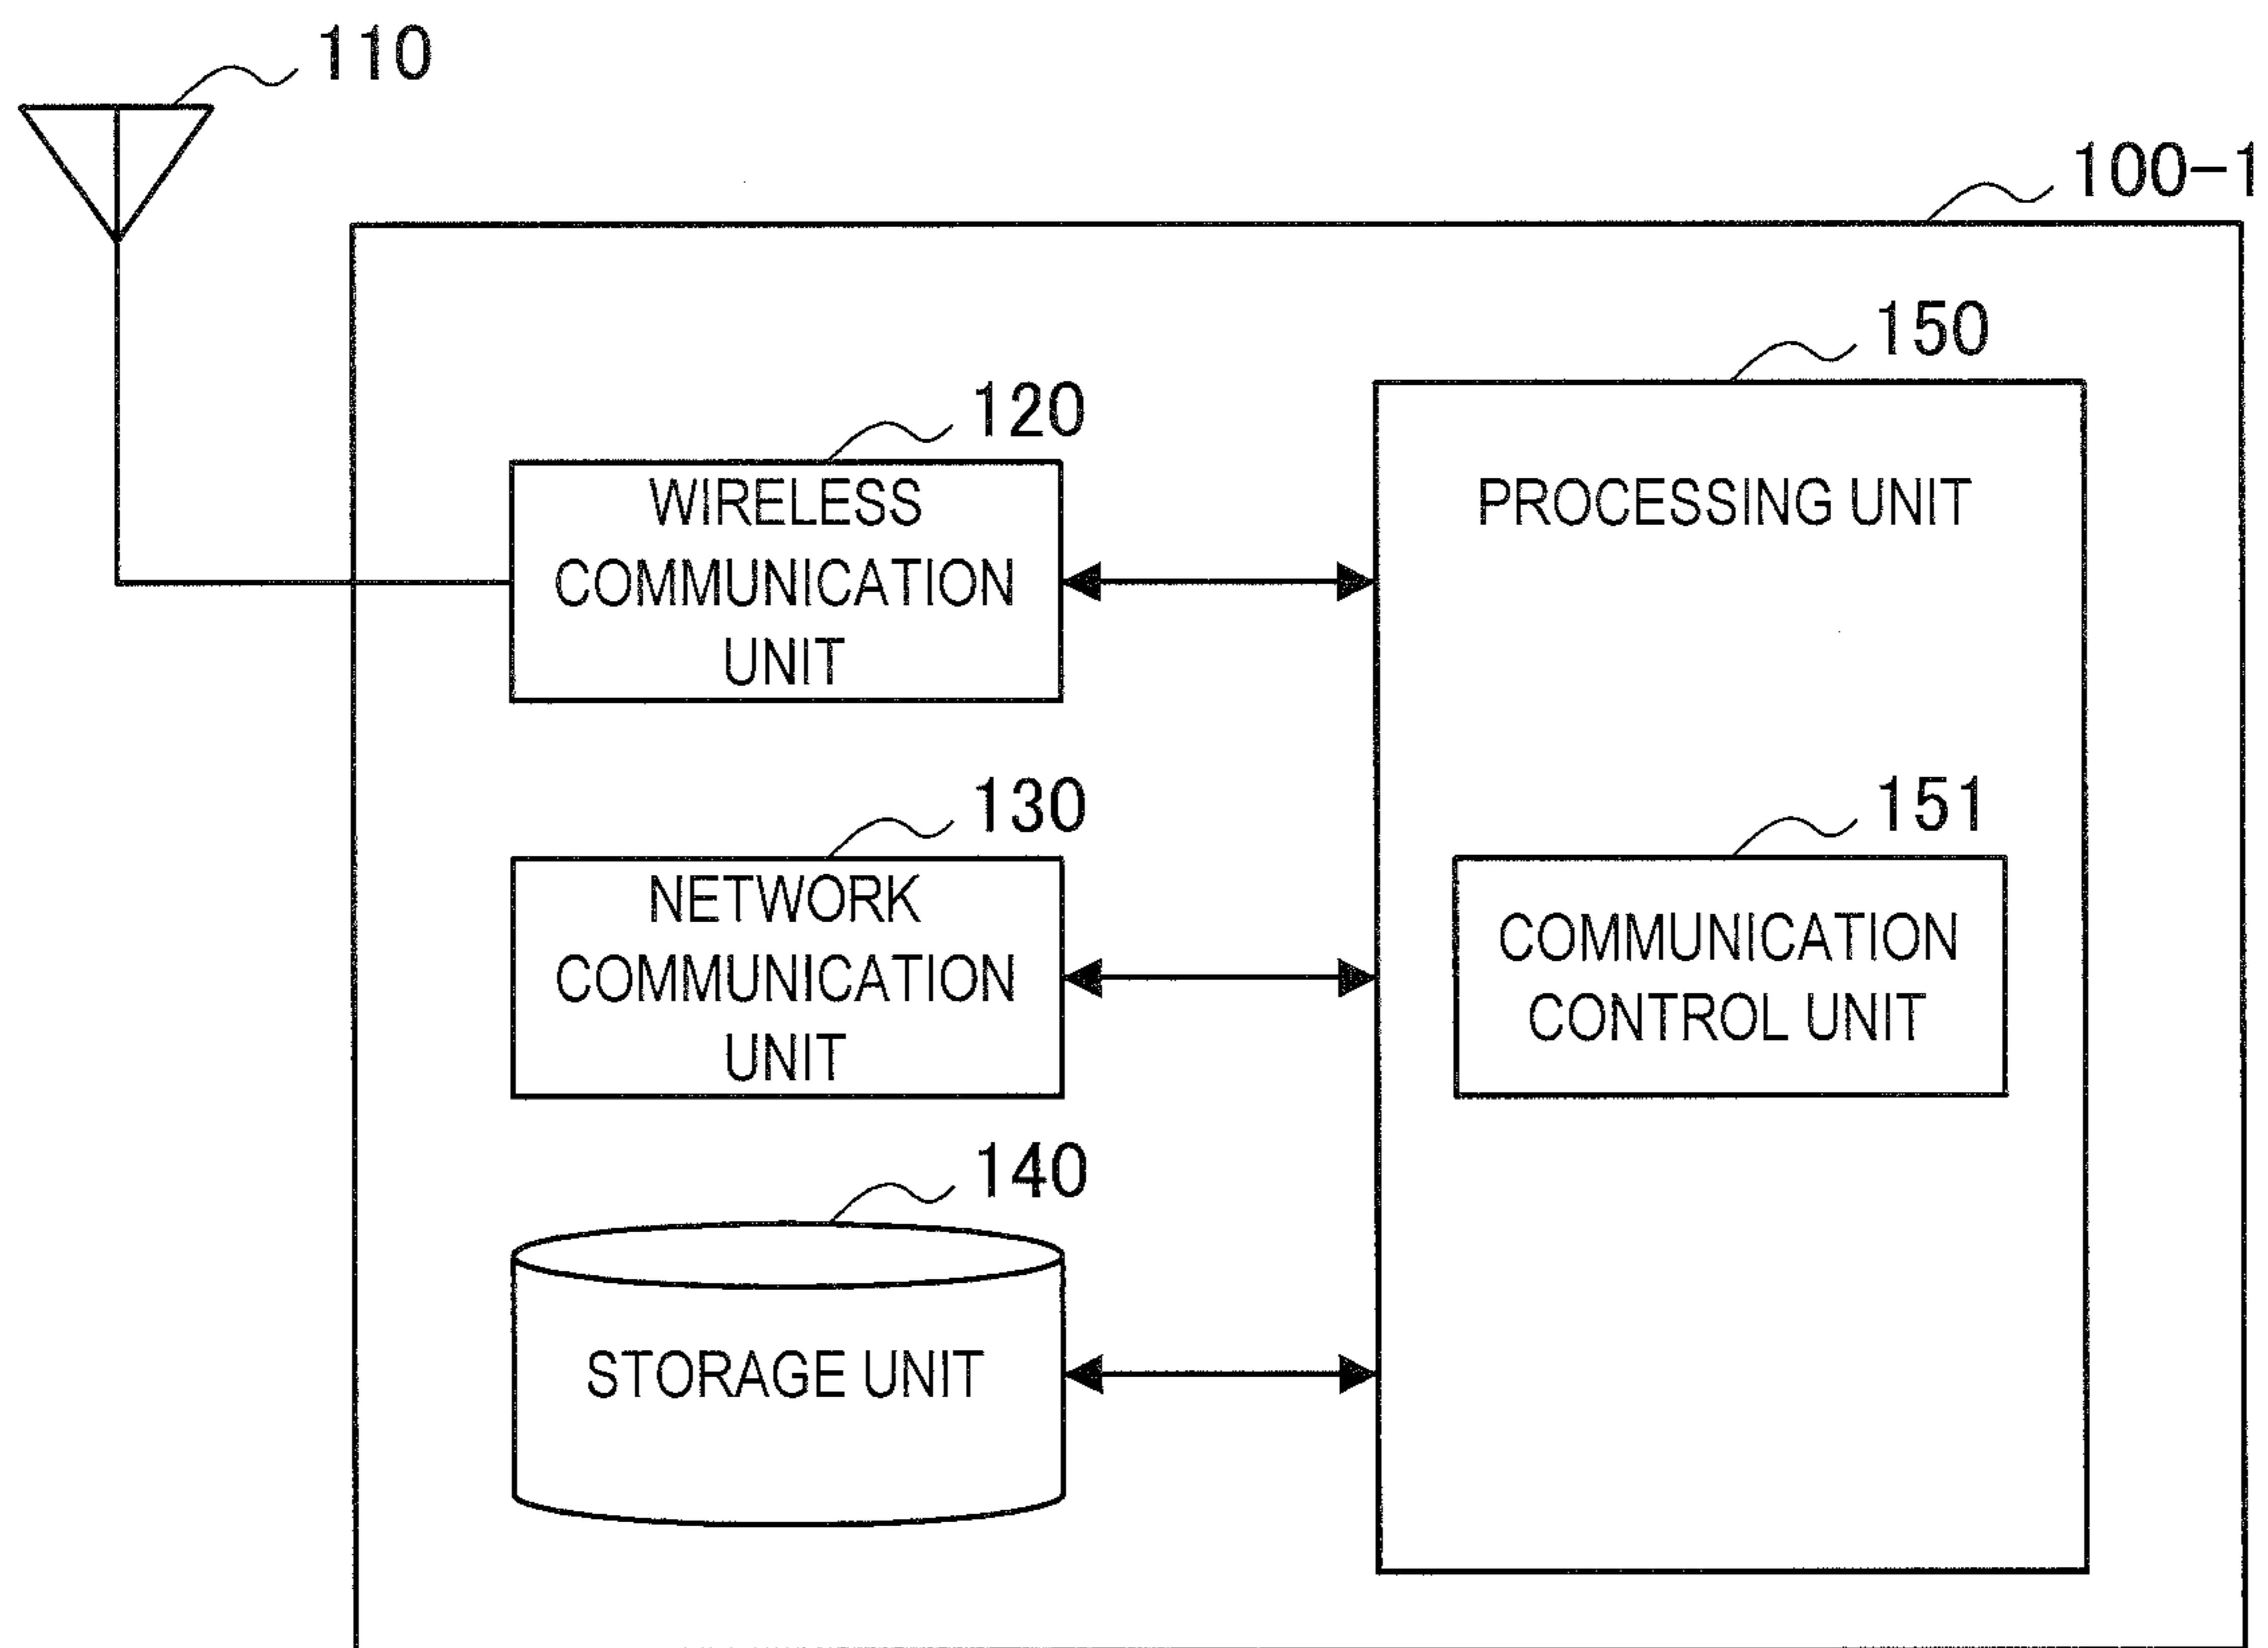 110
100-1
150
120
WIRELESS
COMMUNICATION
UNIT
PROCESSING UNIT
130
NETWORK
COMMUNICATION
UNIT
151
COMMUNICATION
CONTROL UNIT
140
STORAGE UNIT